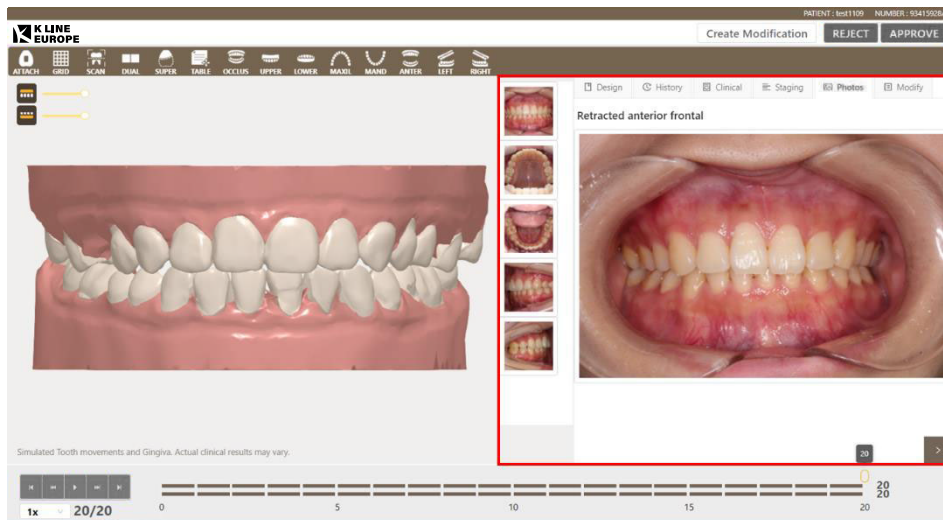 PATIENT : test1109 NUMBER : 93415928
K LINE
EUROPE
Create Modification REJECT APPROVE
ATTACH GRID SCAN DUAL SUPER TABLE OCCLUS UPPER LOWER MAXIL MAND ANTER LEFT RIGHT
Design History Clinical Staging Photos Modify
Retracted anterior frontal
Simulated Tooth movements and Gingiva. Actual clinical results may vary.
20
20
20
1x 20/20
0 5 10 15 20